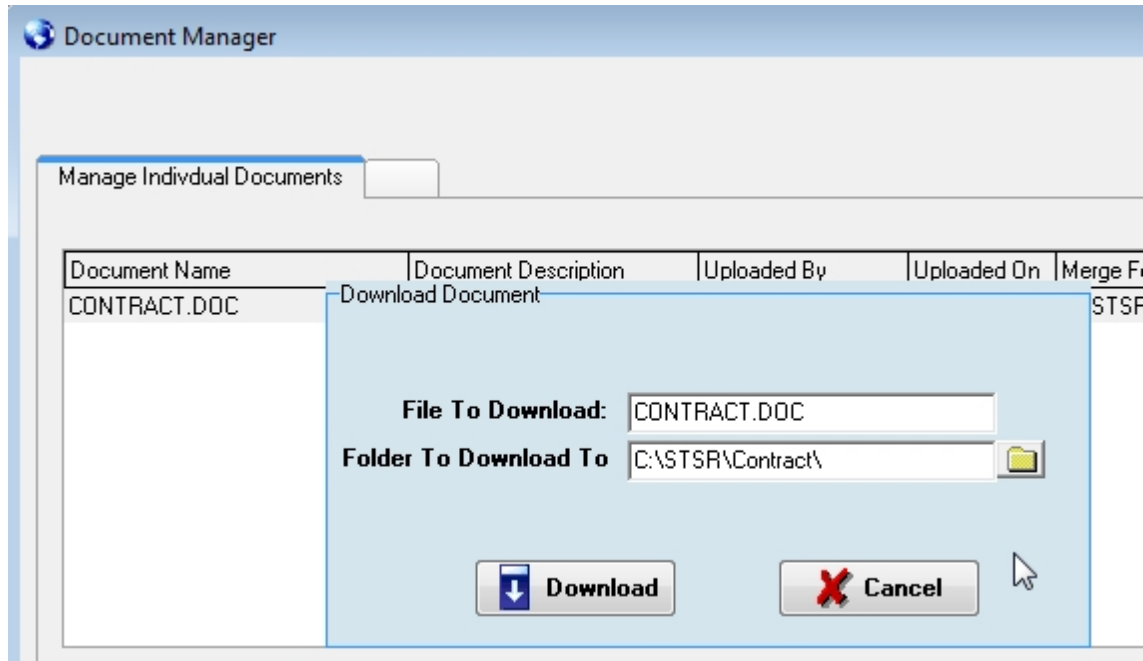 Document Manager
Manage Indivdual Documents
Document Name Document Description Uploaded By Uploaded On Merge
CONTRACT.DOC
Download Document
File To Download: CONTRACT.DOC
Folder To Download To C:\STSR\Contract\
Download Cancel